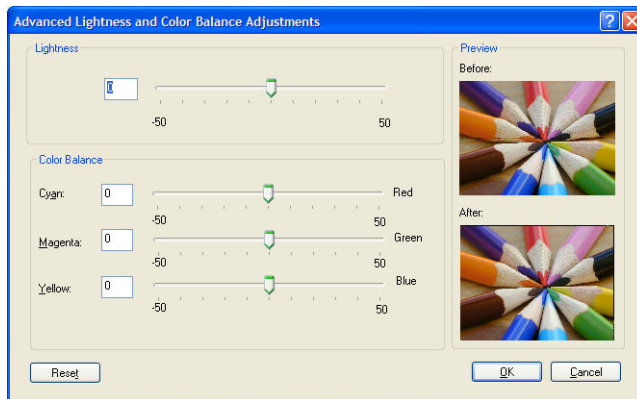 Advanced Lightness and Color Balance Adjustments
Lightness
0
-50 50
Color Balance
Cyan: 0 Red
-50 50
Magenta: 0 Green
-50 50
Yellow: 0 Blue
-50 50
Preview
Before:
After:
Reset
OK Cancel